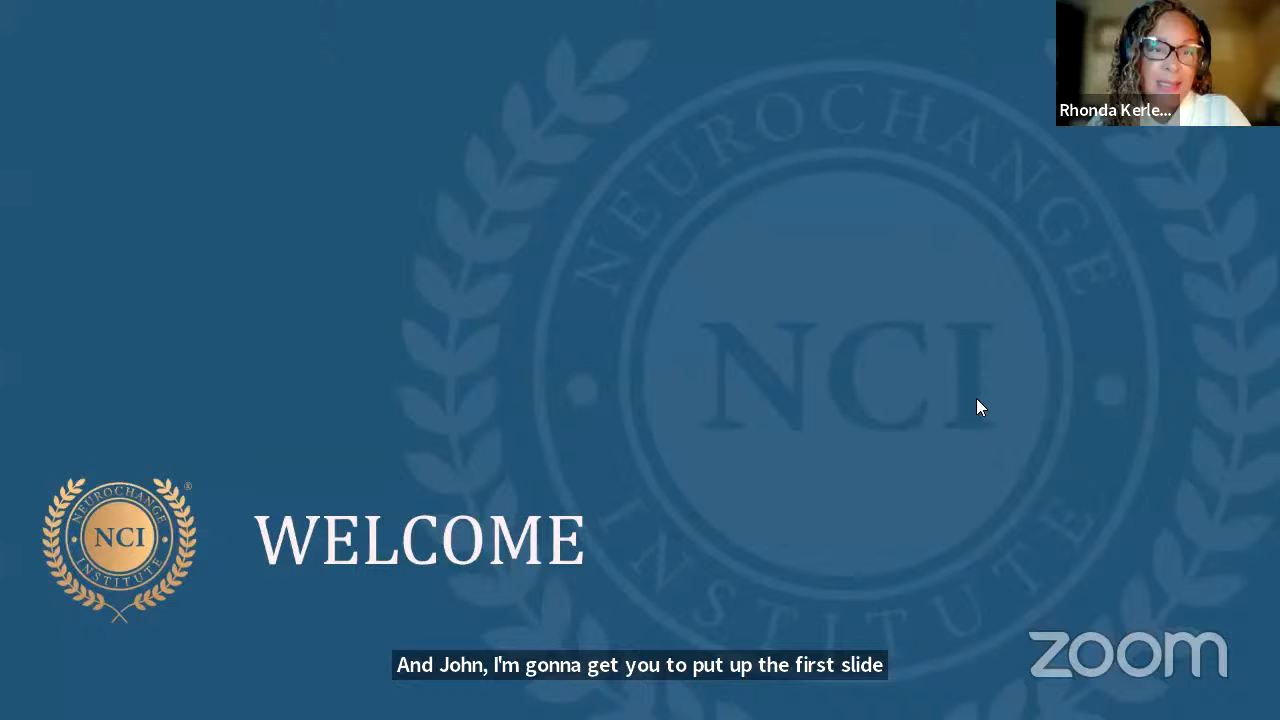 Rhonda Kerle...
NEUROCHANGE
NCI
INSTITUTE
NEUROCHANGE
®
NCI
INSTITUTE
WELCOME
zoom
And John, I'm gonna get you to put up the first slide